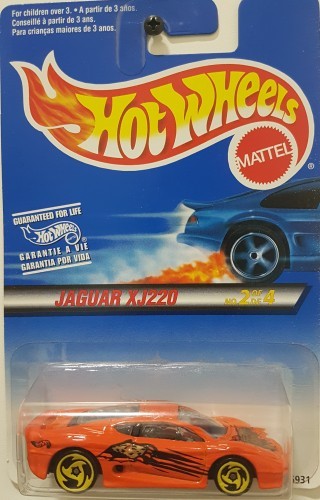 For children over 3. • A partir de 3 años.
Conseillé à partir de 3 ans.
Para crianças maiores de 3 anos.
Hot Wheels
MATTEL
®
GUARANTEED FOR LIFE
Hot Wheels
GARANTIE A VIE
GARANTIA POR VIDA
JAGUAR XJ220
NO. 2 OF DE 4